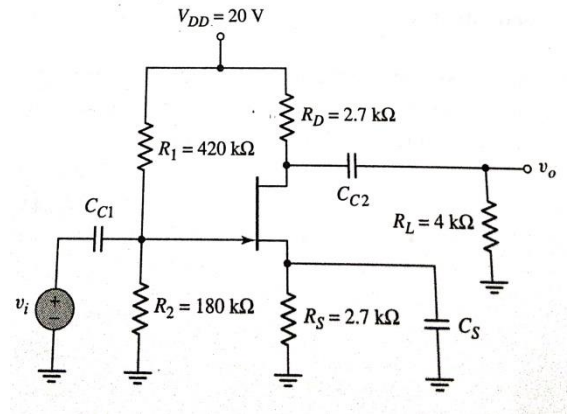 V_DD = 20 V
R_D = 2.7 kΩ
R_1 = 420 kΩ
C_C2
v_o
C_C1
R_L = 4 kΩ
v_i
+
−
R_2 = 180 kΩ
R_S = 2.7 kΩ
C_S